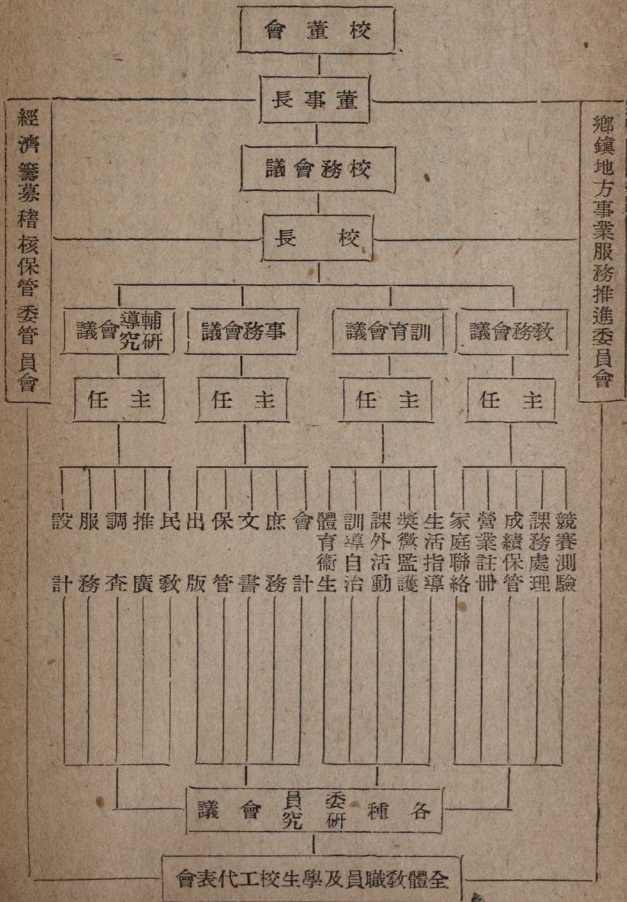 校董會
董事長
校務會議
校長
鄉鎮地方事業服務推進委員會
經濟籌募稽核保管委管員會
教務會議
訓育會議
事務會議
輔導研究會議
主任
主任
主任
主任
競賽測驗
課務處理
成績保管
營業註冊
家庭聯絡
生活指導
獎懲監護
課外活動
訓導自治
體育衛生
會計
庶務
文書
保管
出版
民教
推廣
調查
服務
設計
各種委員研究會議
全體教職員及學生校工代表會